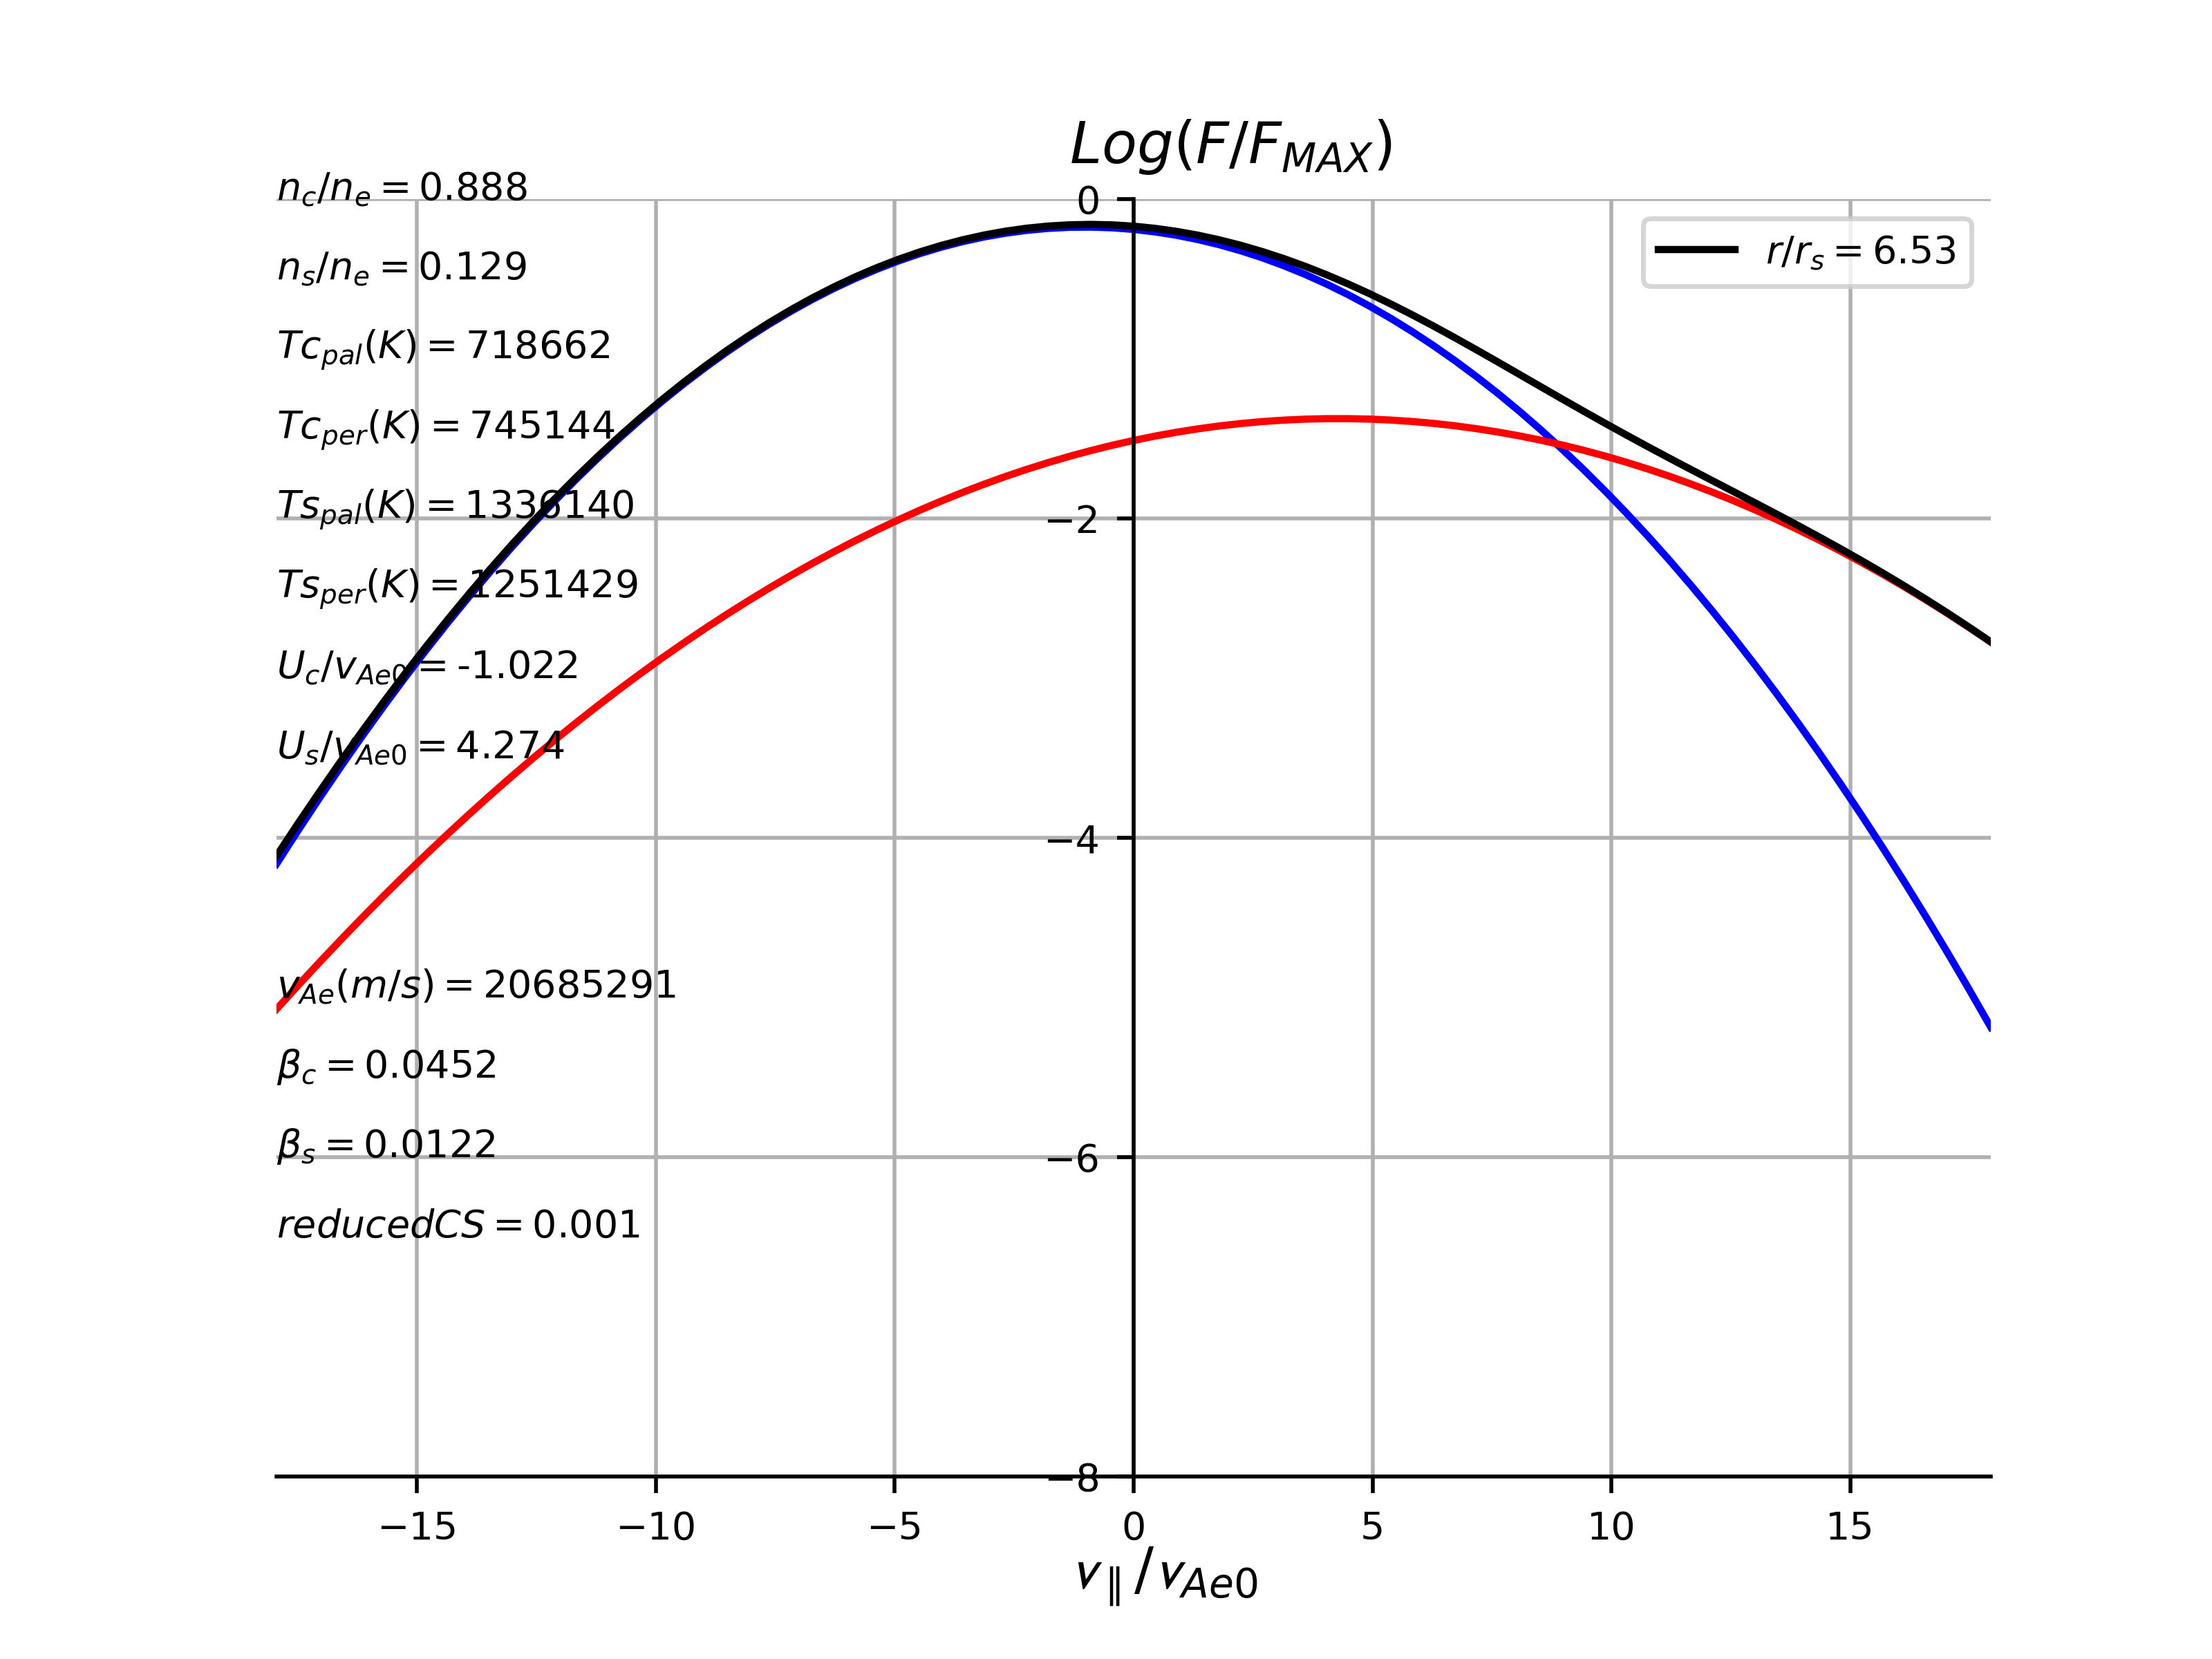 Log(F/F_MAX)
n_c/n_e = 0.888
n_s/n_e = 0.129
Tc_pal(K) = 718662
Tc_per(K) = 745144
Ts_pal(K) = 1336140
Ts_per(K) = 1251429
U_c/v_Ae0 = -1.022
U_s/v_Ae0 = 4.274
v_Ae(m/s) = 20685291
β_c = 0.0452
β_s = 0.0122
reducedCS = 0.001
r/r_s = 6.53
0
−2
−4
−6
−8
−15 −10 −5 0 5 10 15
v_∥/v_Ae0